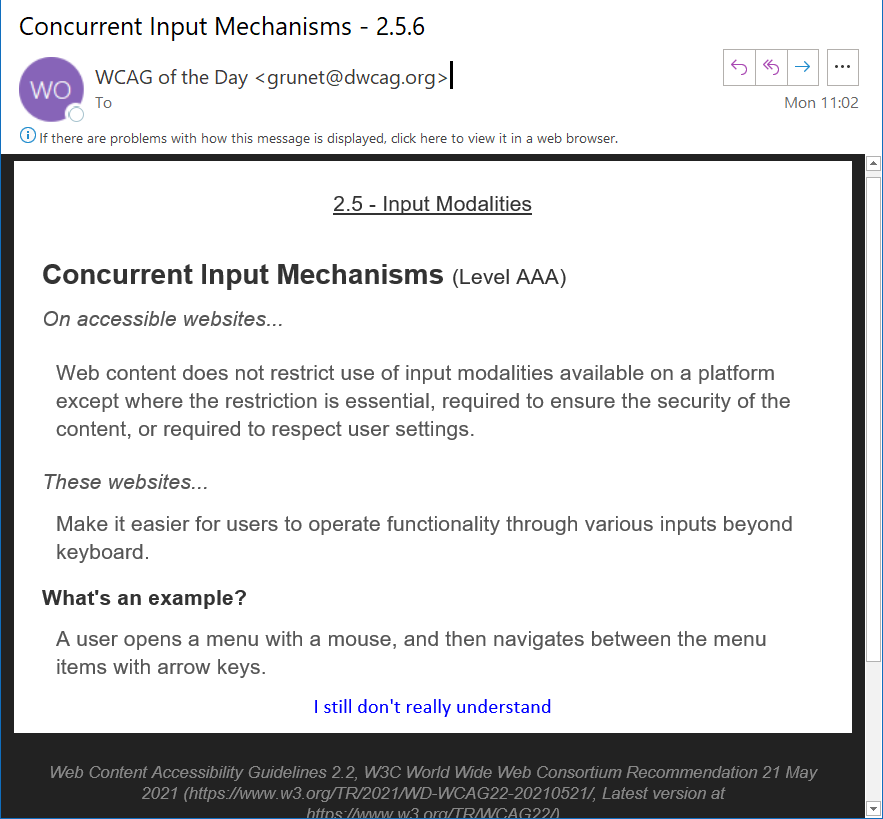 Concurrent Input Mechanisms - 2.5.6
WO
WCAG of the Day <grunet@dwcag.org>
To
Mon 11:02
If there are problems with how this message is displayed, click here to view it in a web browser.
2.5 - Input Modalities
Concurrent Input Mechanisms (Level AAA)
On accessible websites...
Web content does not restrict use of input modalities available on a platform
except where the restriction is essential, required to ensure the security of the
content, or required to respect user settings.
These websites...
Make it easier for users to operate functionality through various inputs beyond
keyboard.
What's an example?
A user opens a menu with a mouse, and then navigates between the menu
items with arrow keys.
I still don't really understand
Web Content Accessibility Guidelines 2.2, W3C World Wide Web Consortium Recommendation 21 May
2021 (https://www.w3.org/TR/2021/WD-WCAG22-20210521/, Latest version at
https://www.w3.org/TR/WCAG22/)